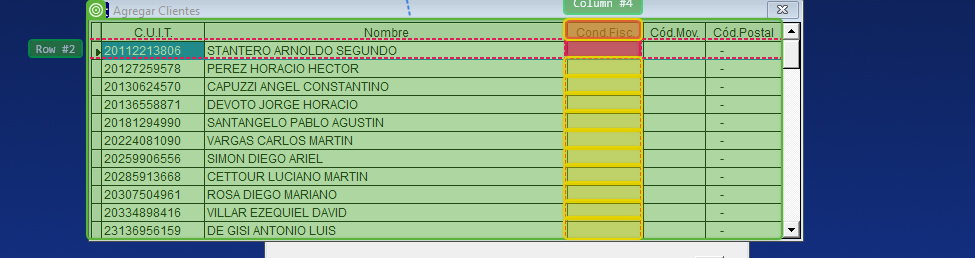 Column #4
Agregar Clientes
C.U.I.T. Nombre Cond.Fisc Cód.Mov. Cód.Postal
Row #2
20112213806 STANTERO ARNOLDO SEGUNDO -
20127259578 PEREZ HORACIO HECTOR -
20130624570 CAPUZZI ANGEL CONSTANTINO -
20136558871 DEVOTO JORGE HORACIO -
20181294990 SANTANGELO PABLO AGUSTIN -
20224081090 VARGAS CARLOS MARTIN -
20259906556 SIMON DIEGO ARIEL -
20285913668 CETTOUR LUCIANO MARTIN -
20307504961 ROSA DIEGO MARIANO -
20334898416 VILLAR EZEQUIEL DAVID -
23136956159 DE GISI ANTONIO LUIS -